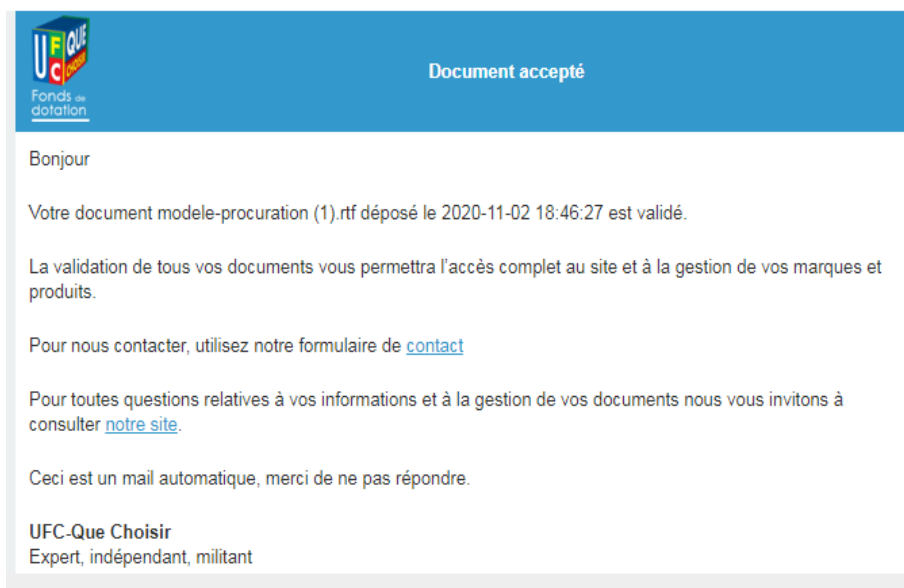 UFC QUE CHOISIR
Fonds de
dotation
Document accepté
Bonjour
Votre document modele-procuration (1).rtf déposé le 2020-11-02 18:46:27 est validé.
La validation de tous vos documents vous permettra l'accès complet au site et à la gestion de vos marques et
produits.
Pour nous contacter, utilisez notre formulaire de contact
Pour toutes questions relatives à vos informations et à la gestion de vos documents nous vous invitons à
consulter notre site.
Ceci est un mail automatique, merci de ne pas répondre.
UFC-Que Choisir
Expert, indépendant, militant